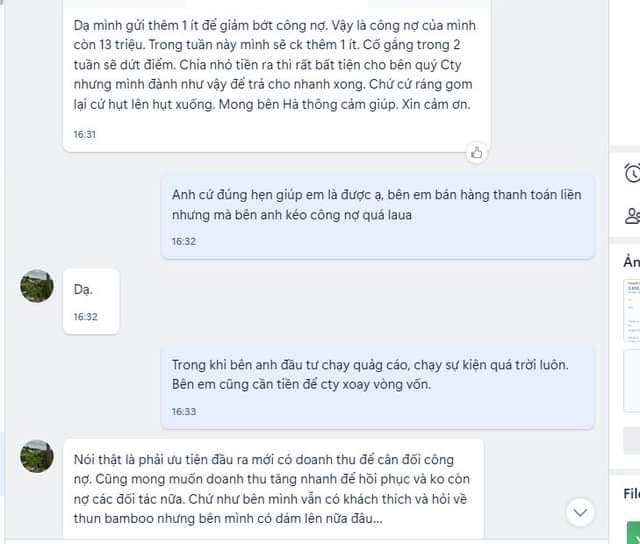 Dạ mình gửi thêm 1 ít để giảm bớt công nợ. Vậy là công nợ của mình
còn 13 triệu. Trong tuần này mình sẽ ck thêm 1 ít. Cố gắng trong 2
tuần sẽ dứt điểm. Chia nhỏ tiền ra thì rất bất tiện cho bên quý Cty
nhưng mình đành như vậy để trả cho nhanh xong. Chứ cứ ráng gom
lại cứ hụt lên hụt xuống. Mong bên Hà thông cảm giúp. Xin cảm ơn.
16:31
Anh cứ đúng hẹn giúp em là được ạ, bên em bán hàng thanh toán liền
nhưng mà bên anh kéo công nợ quá laua
16:32
Dạ.
16:32
Trong khi bên anh đầu tư chạy quảg cáo, chạy sự kiện quá trời luôn.
Bên em cũng cần tiền để cty xoay vòng vốn.
16:33
Nói thật là phải ưu tiên đầu ra mới có doanh thu để cân đối công
nợ. Cũng mong muốn doanh thu tăng nhanh để hồi phục và ko còn
nợ các đối tác nữa. Chứ như bên mình vẫn có khách thích và hỏi về
thun bamboo nhưng bên mình có dám lên nữa đâu...
Ản
File